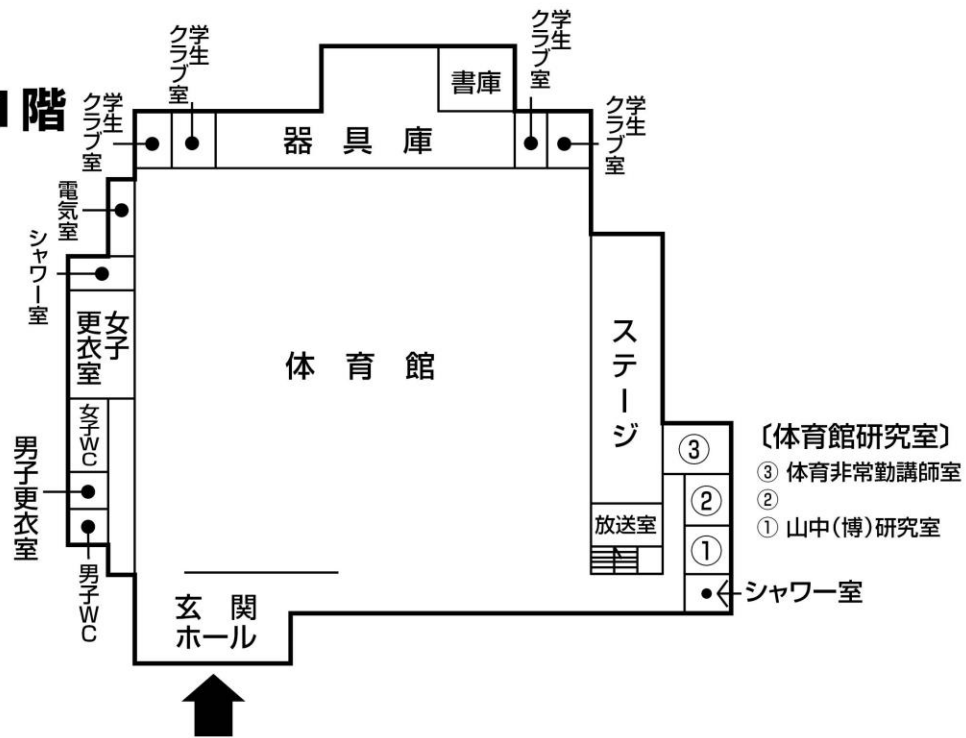 1階
学生クラブ室
学生クラブ室
学生クラブ室
学生クラブ室
書庫
器具庫
電気室
シャワー室
女子更衣室
体育館
ステージ
女子WC
男子更衣室
男子WC
放送室
③
②
①
〔体育館研究室〕
③ 体育非常勤講師室
②
① 山中(博)研究室
シャワー室
玄関
ホール